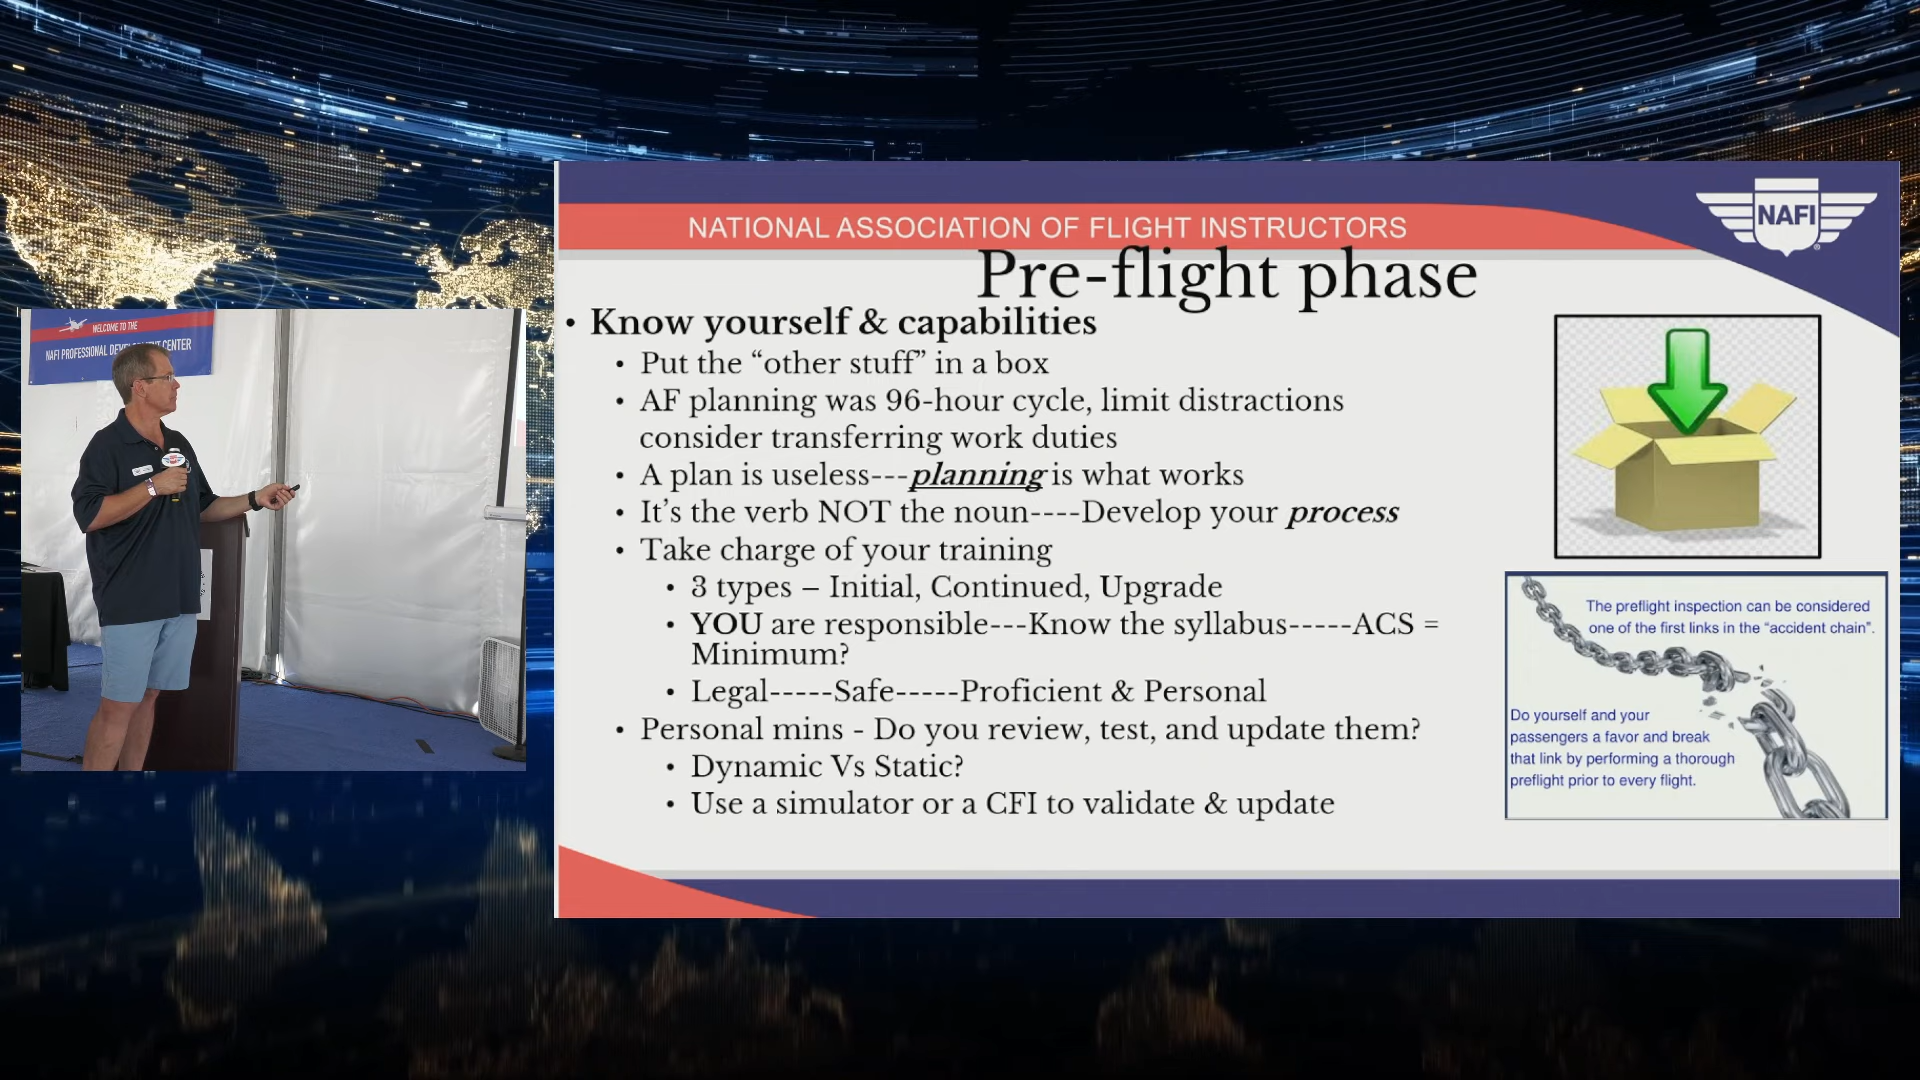 WELCOME TO THE
NAFI PROFESSIONAL DEVELOPMENT CENTER
NATIONAL ASSOCIATION OF FLIGHT INSTRUCTORS
NAFI
Pre-flight phase
• Know yourself & capabilities
• Put the “other stuff” in a box
• AF planning was 96-hour cycle, limit distractions
consider transferring work duties
• A plan is useless---planning is what works
• It’s the verb NOT the noun----Develop your process
• Take charge of your training
• 3 types – Initial, Continued, Upgrade
• YOU are responsible---Know the syllabus-----ACS =
Minimum?
• Legal-----Safe-----Proficient & Personal
• Personal mins - Do you review, test, and update them?
• Dynamic Vs Static?
• Use a simulator or a CFI to validate & update
The preflight inspection can be considered
one of the first links in the “accident chain”.
Do yourself and your
passengers a favor and break
that link by performing a thorough
preflight prior to every flight.